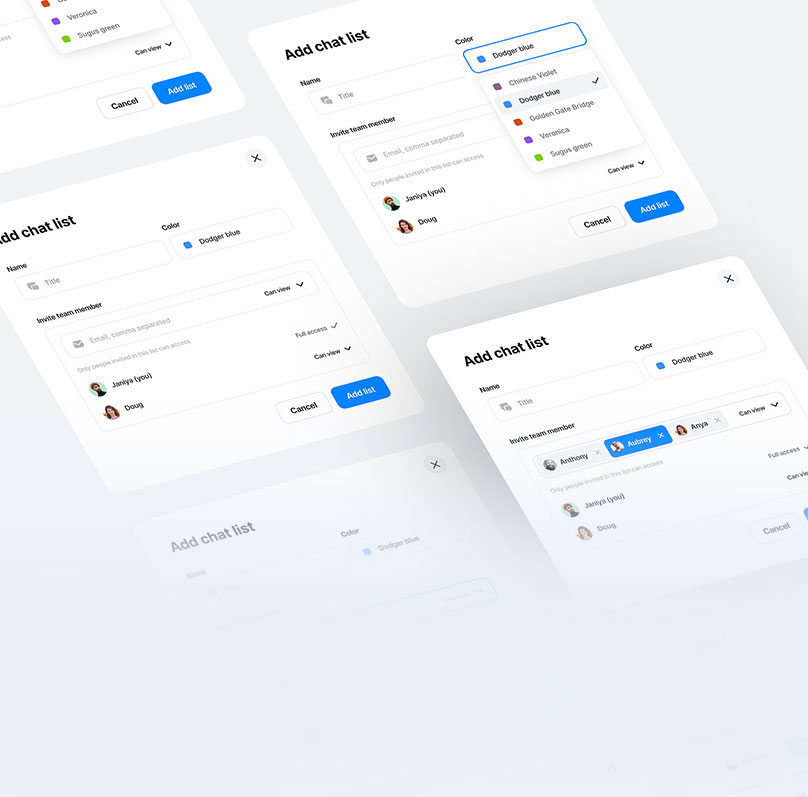 Veronica
Sugus green
Can view
Cancel
Add list
Add chat list
Name
Title
Color
Dodger blue
Chinese Violet
Dodger blue
Golden Gate Bridge
Veronica
Sugus green
Invite team member
Email, comma separated
Only people invited in this list can access
Janiya (you)
Doug
Can view
Cancel
Add list
Add chat list
Name
Title
Color
Dodger blue
Invite team member
Email, comma separated
Can view
Only people invited in this list can access
Full access
Janiya (you)
Can view
Doug
Cancel
Add list
Add chat list
Name
Title
Color
Dodger blue
Invite team member
Anthony
Aubrey
Anya
Can view
Only people invited in this list can access
Full access
Janiya (you)
Doug
Cancel
Add chat list
Name
Color
Dodger blue
Can view